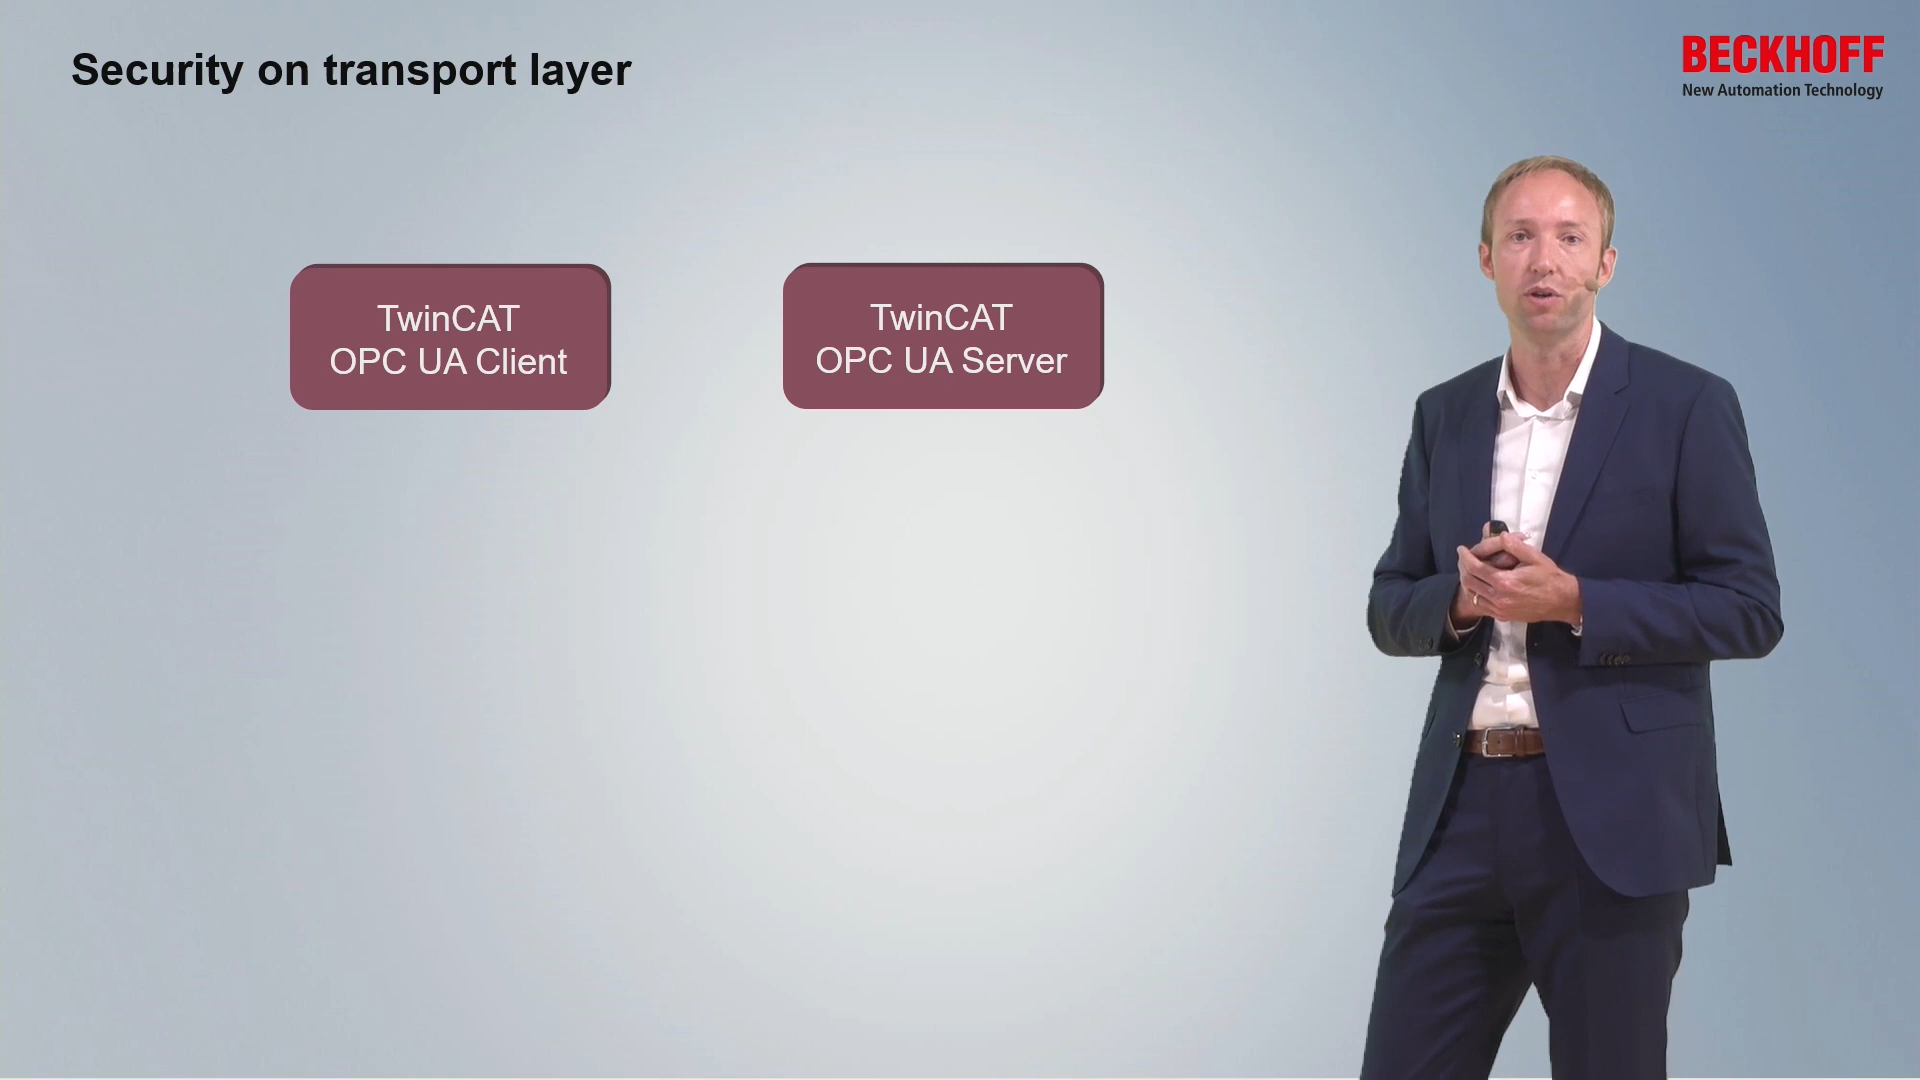 Security on transport layer
BECKHOFF
New Automation Technology
TwinCAT
OPC UA Client
TwinCAT
OPC UA Server